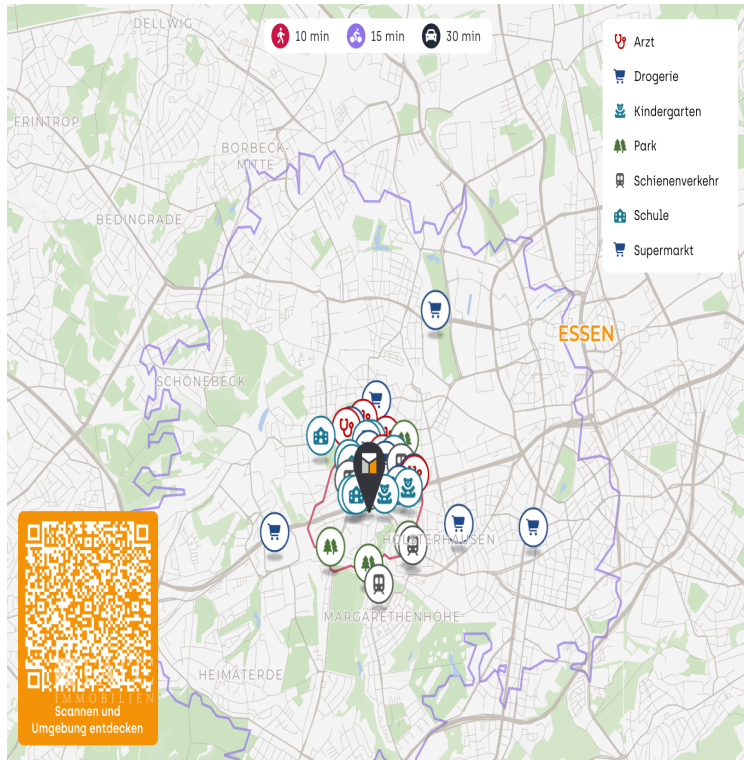 DELLWIG
10 min 15 min 30 min
Arzt
Drogerie
Kindergarten
Park
Schienenverkehr
Schule
Supermarkt
FRINTROP
BORBECK-
MITTE
BEDINGRADE
ESSEN
SCHÖNEBECK
HOLSTERHAUSEN
MARGARETHENHÖHE
HEIMATERDE
IMMOBILIEN
Scannen und
Umgebung entdecken